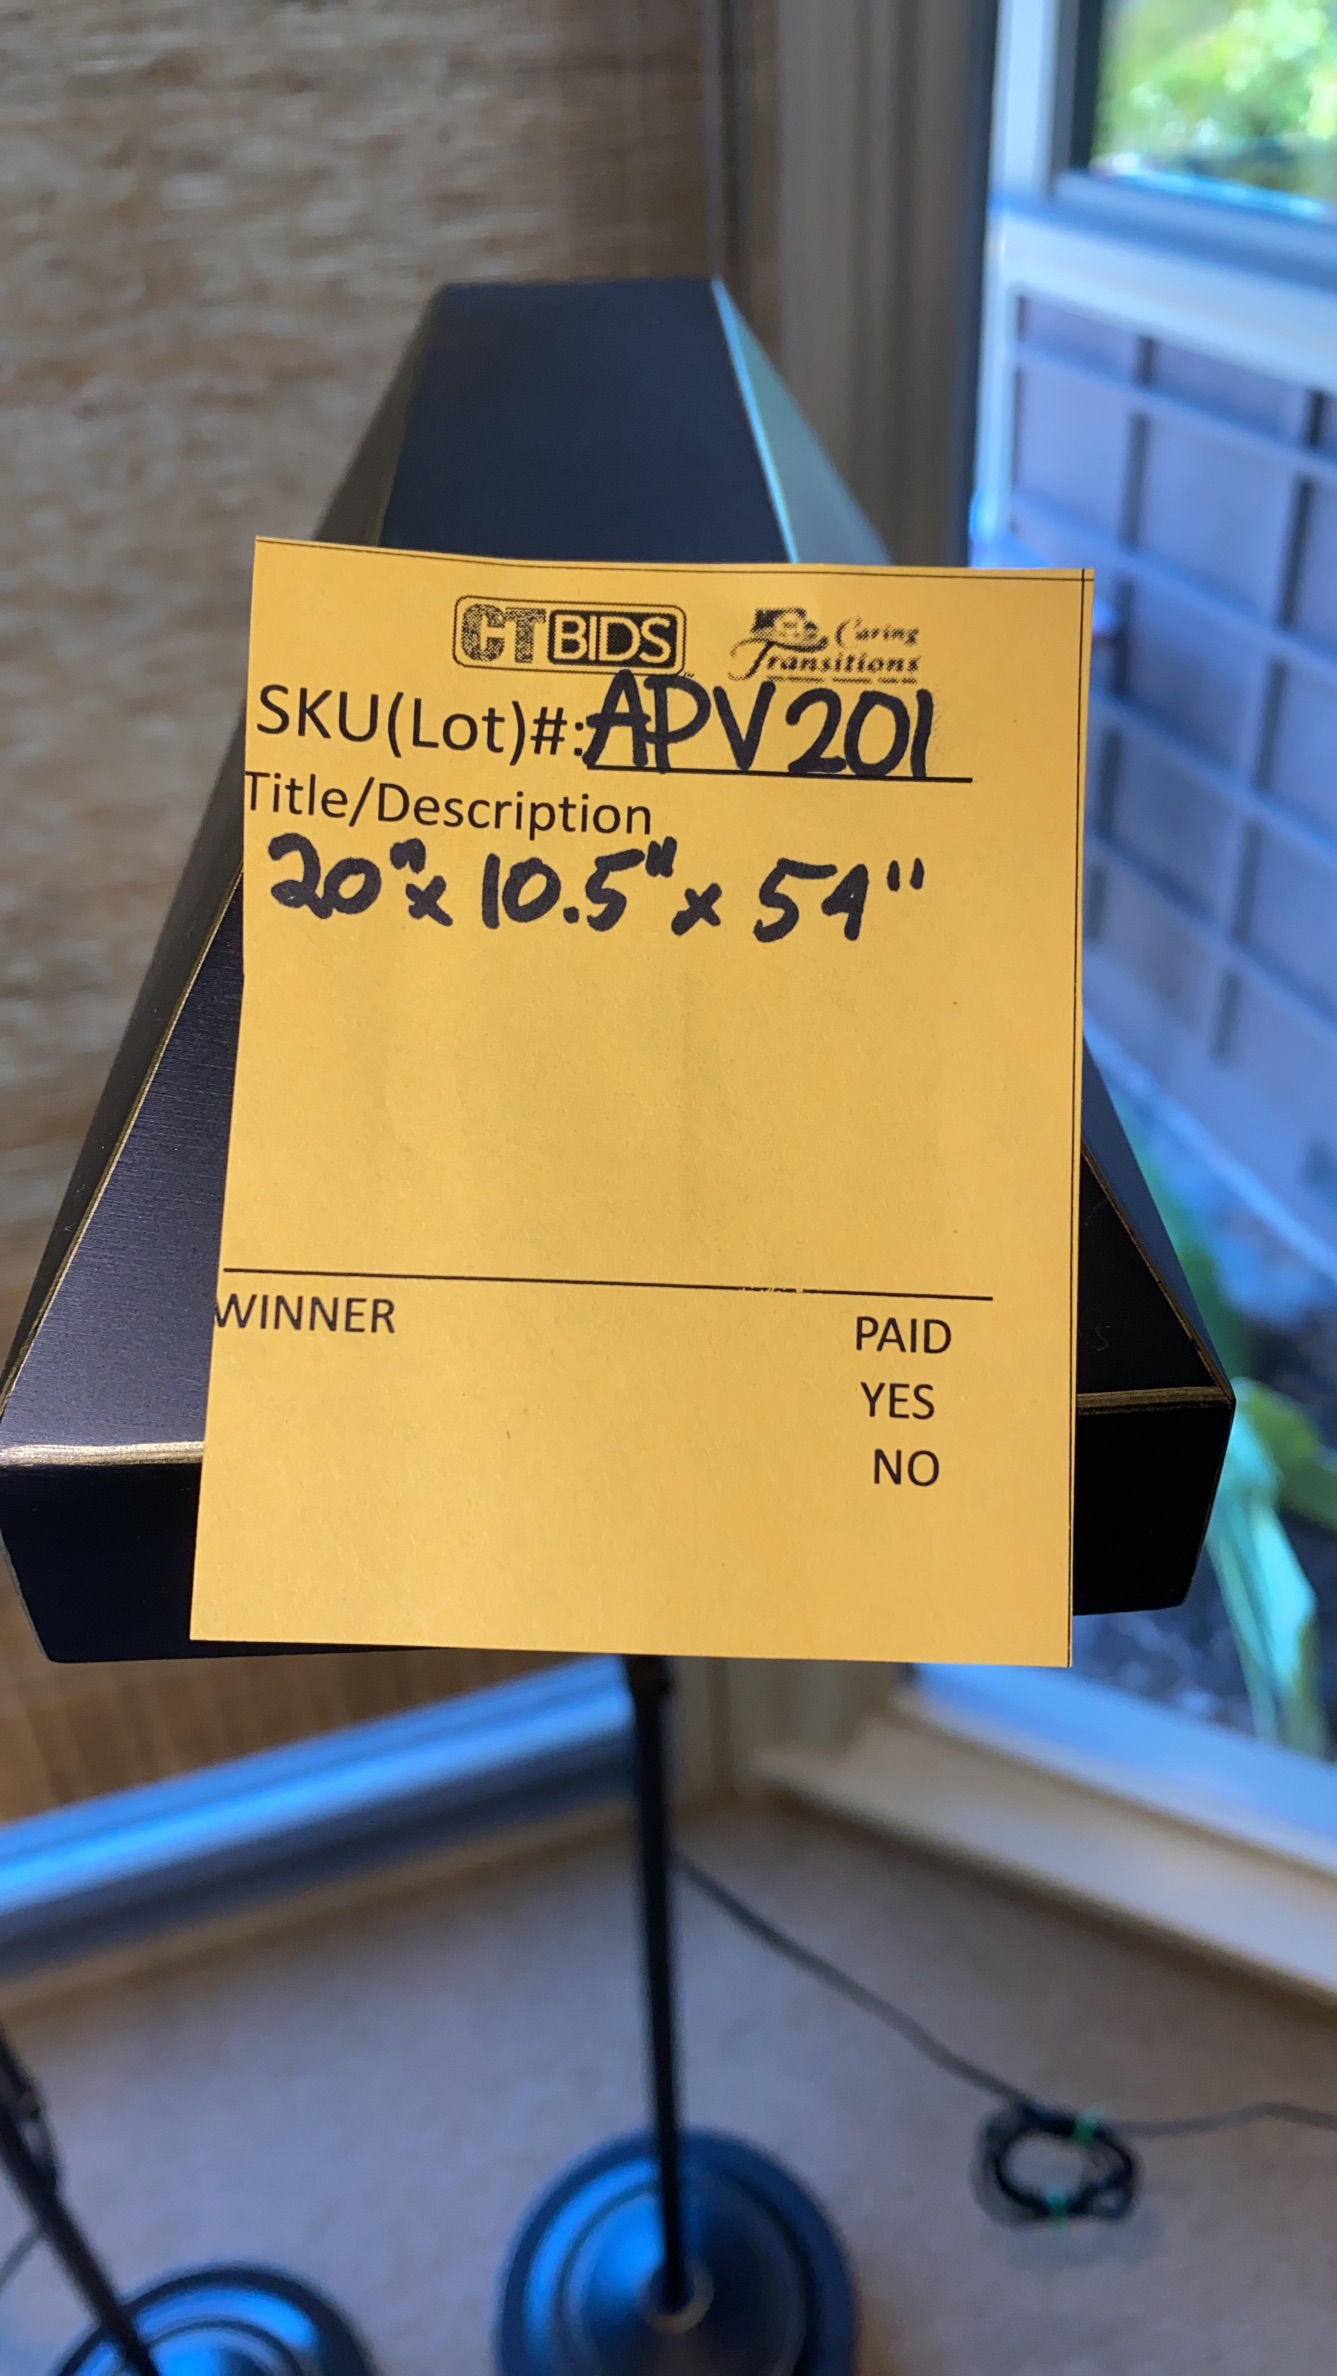 CTBIDS Caring Transitions
SKU(Lot)#: APV201
Title/Description
20" x 10.5" x 54"
WINNER PAID
YES
NO